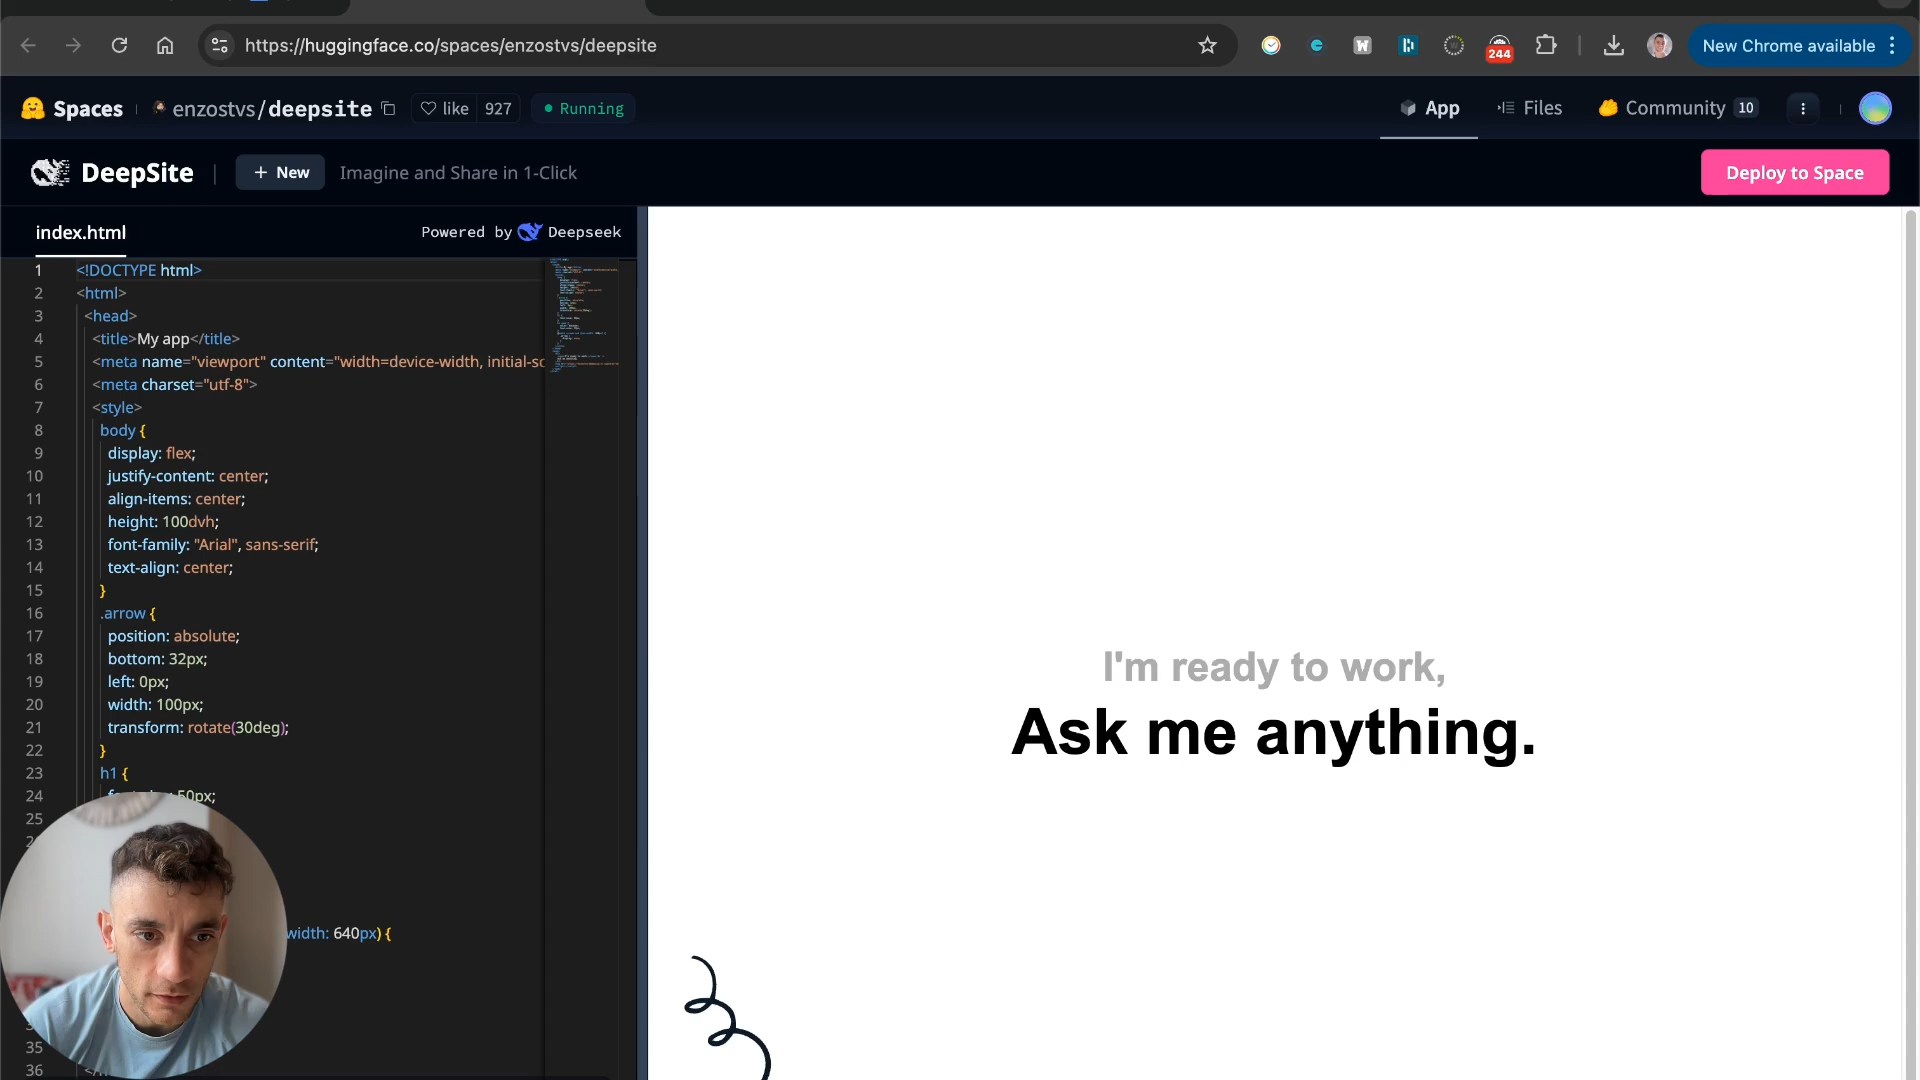 https://huggingface.co/spaces/enzostvs/deepsite
244
New Chrome available
Spaces
enzostvs/deepsite
like 927
Running
App
Files
Community 10
DeepSite
+ New
Imagine and Share in 1-Click
Deploy to Space
index.html
Powered by Deepseek
1 <!DOCTYPE html>
2 <html>
3 <head>
4 <title>My app</title>
5 <meta name="viewport" content="width=device-width, initial-sc
6 <meta charset="utf-8">
7 <style>
8 body {
9 display: flex;
10 justify-content: center;
11 align-items: center;
12 height: 100dvh;
13 font-family: "Arial", sans-serif;
14 text-align: center;
15 }
16 .arrow {
17 position: absolute;
18 bottom: 32px;
19 left: 0px;
20 width: 100px;
21 transform: rotate(30deg);
22 }
23 h1 {
24 50px;
25
width: 640px) {
35
36
I'm ready to work,
Ask me anything.